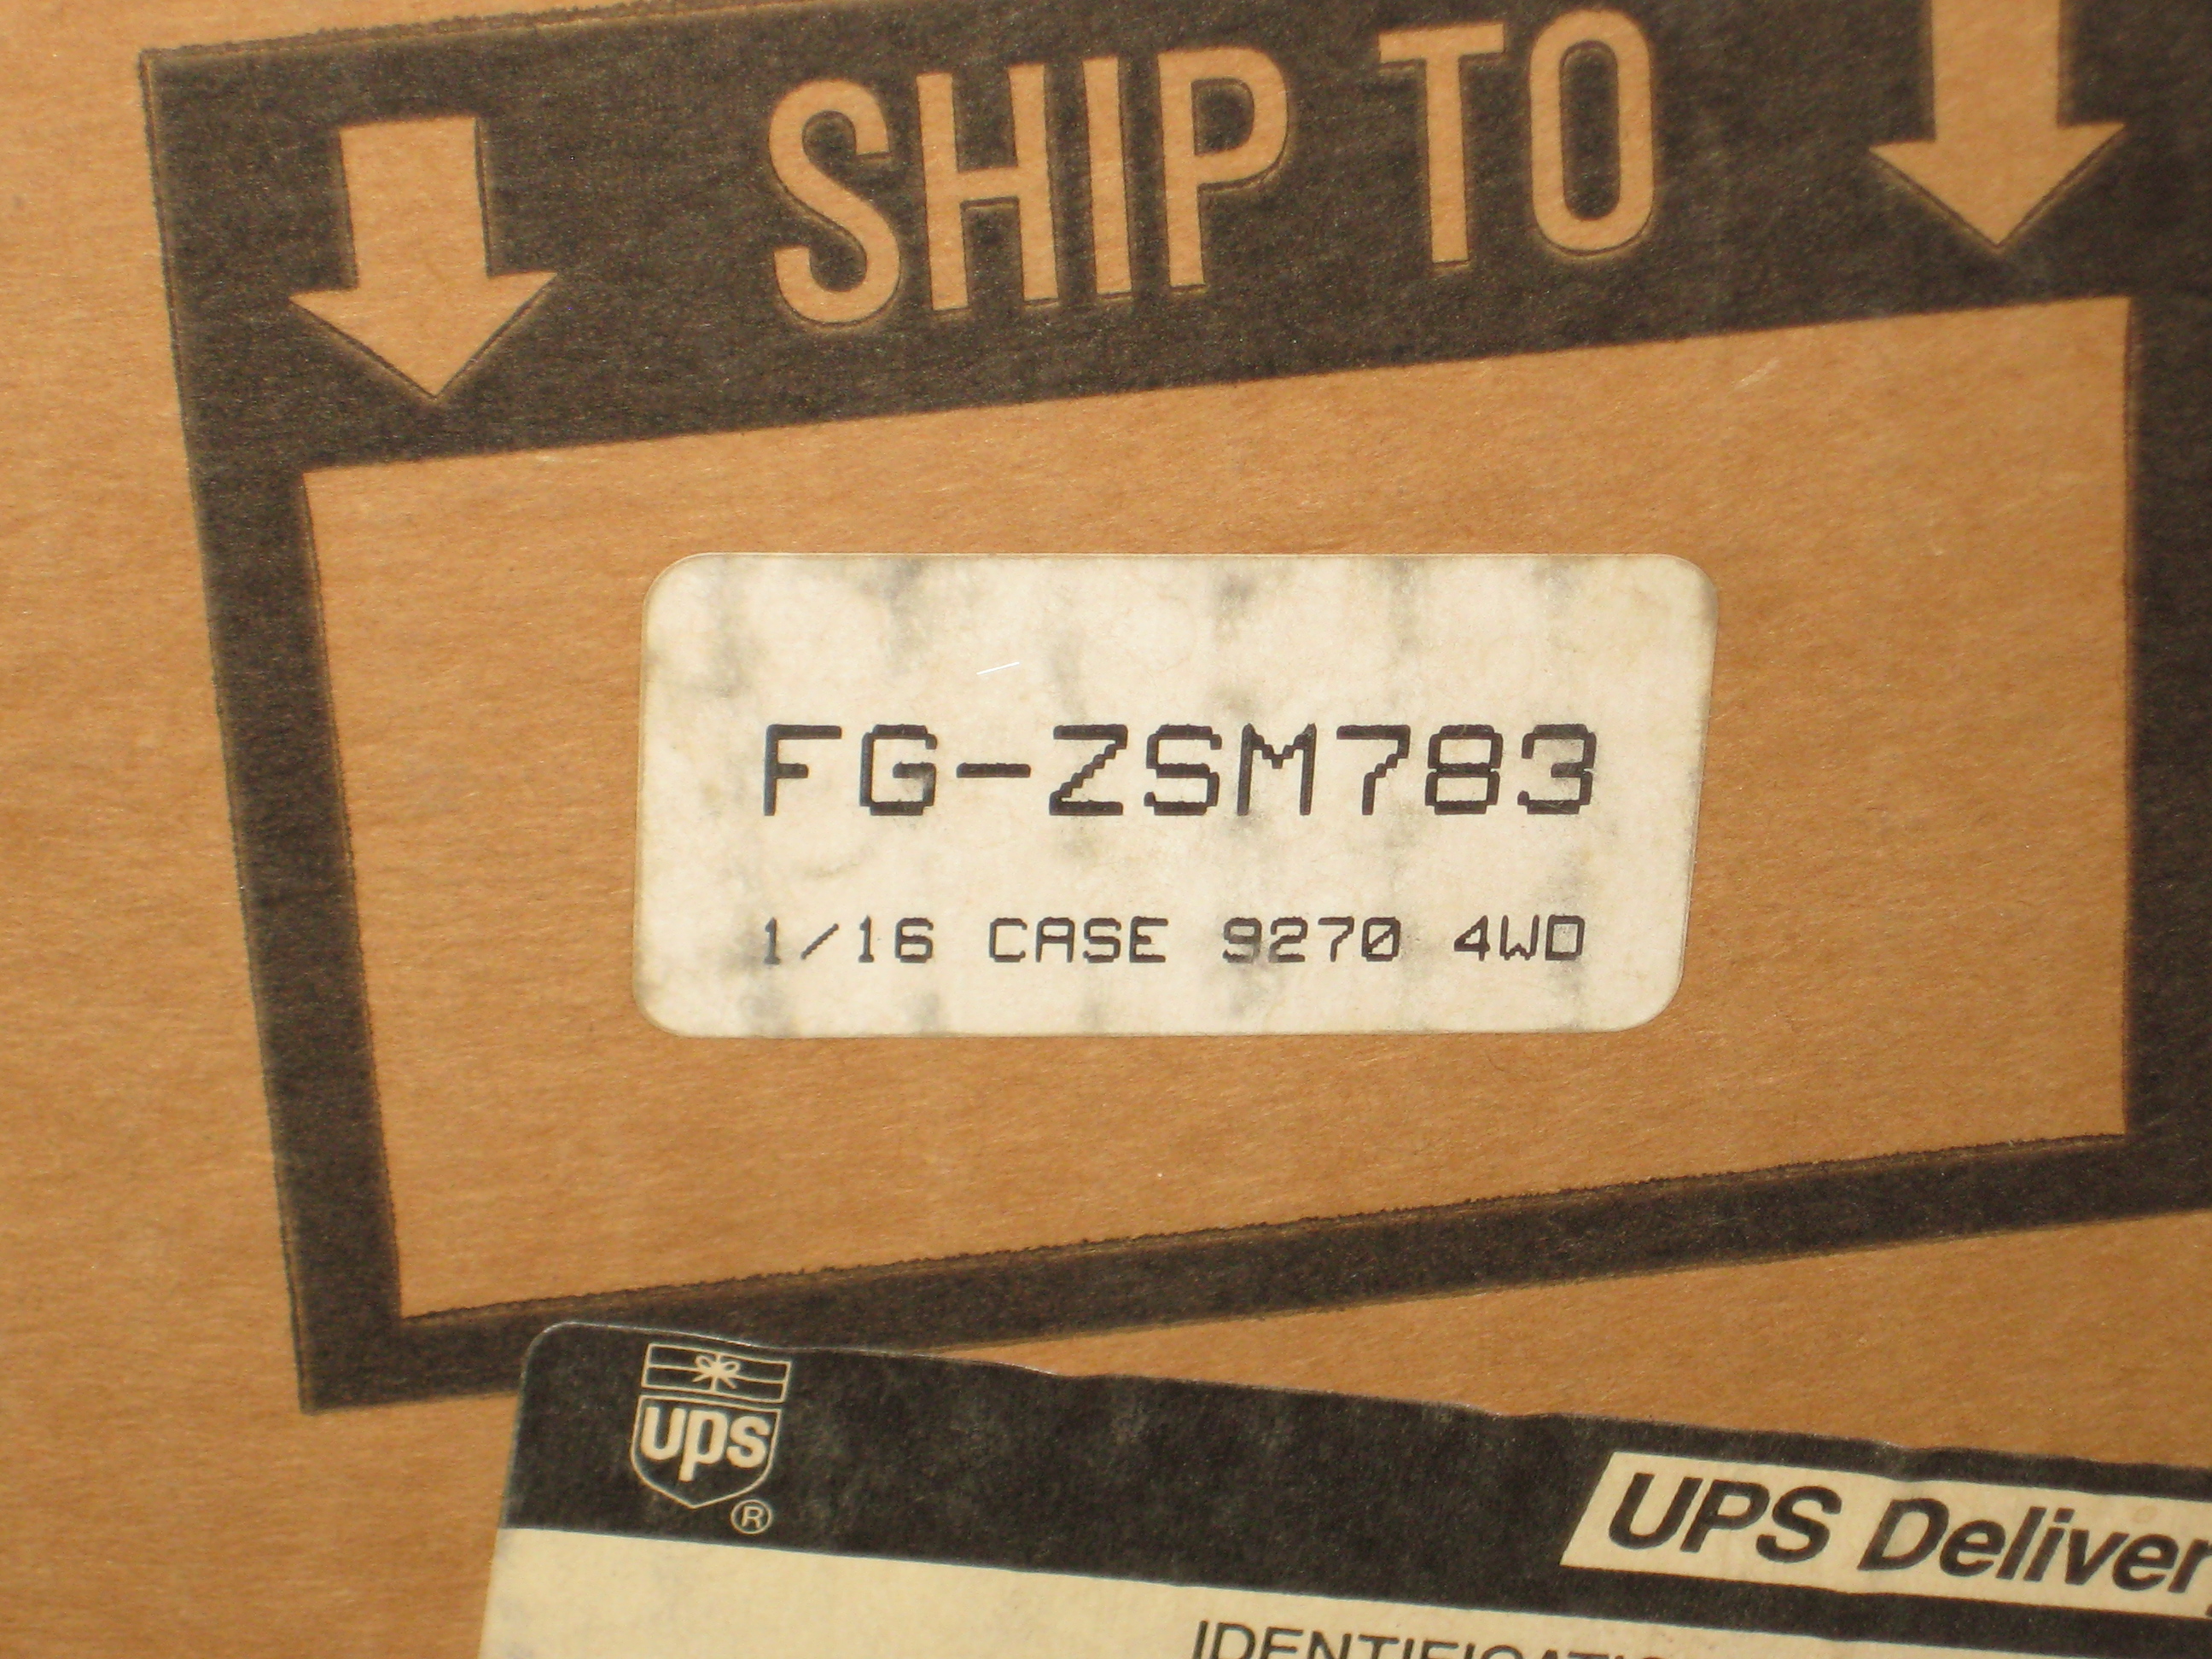 SHIP TO
FG-ZSM783
1/16 CASE 9270 4WD
ups
®
UPS Deliver